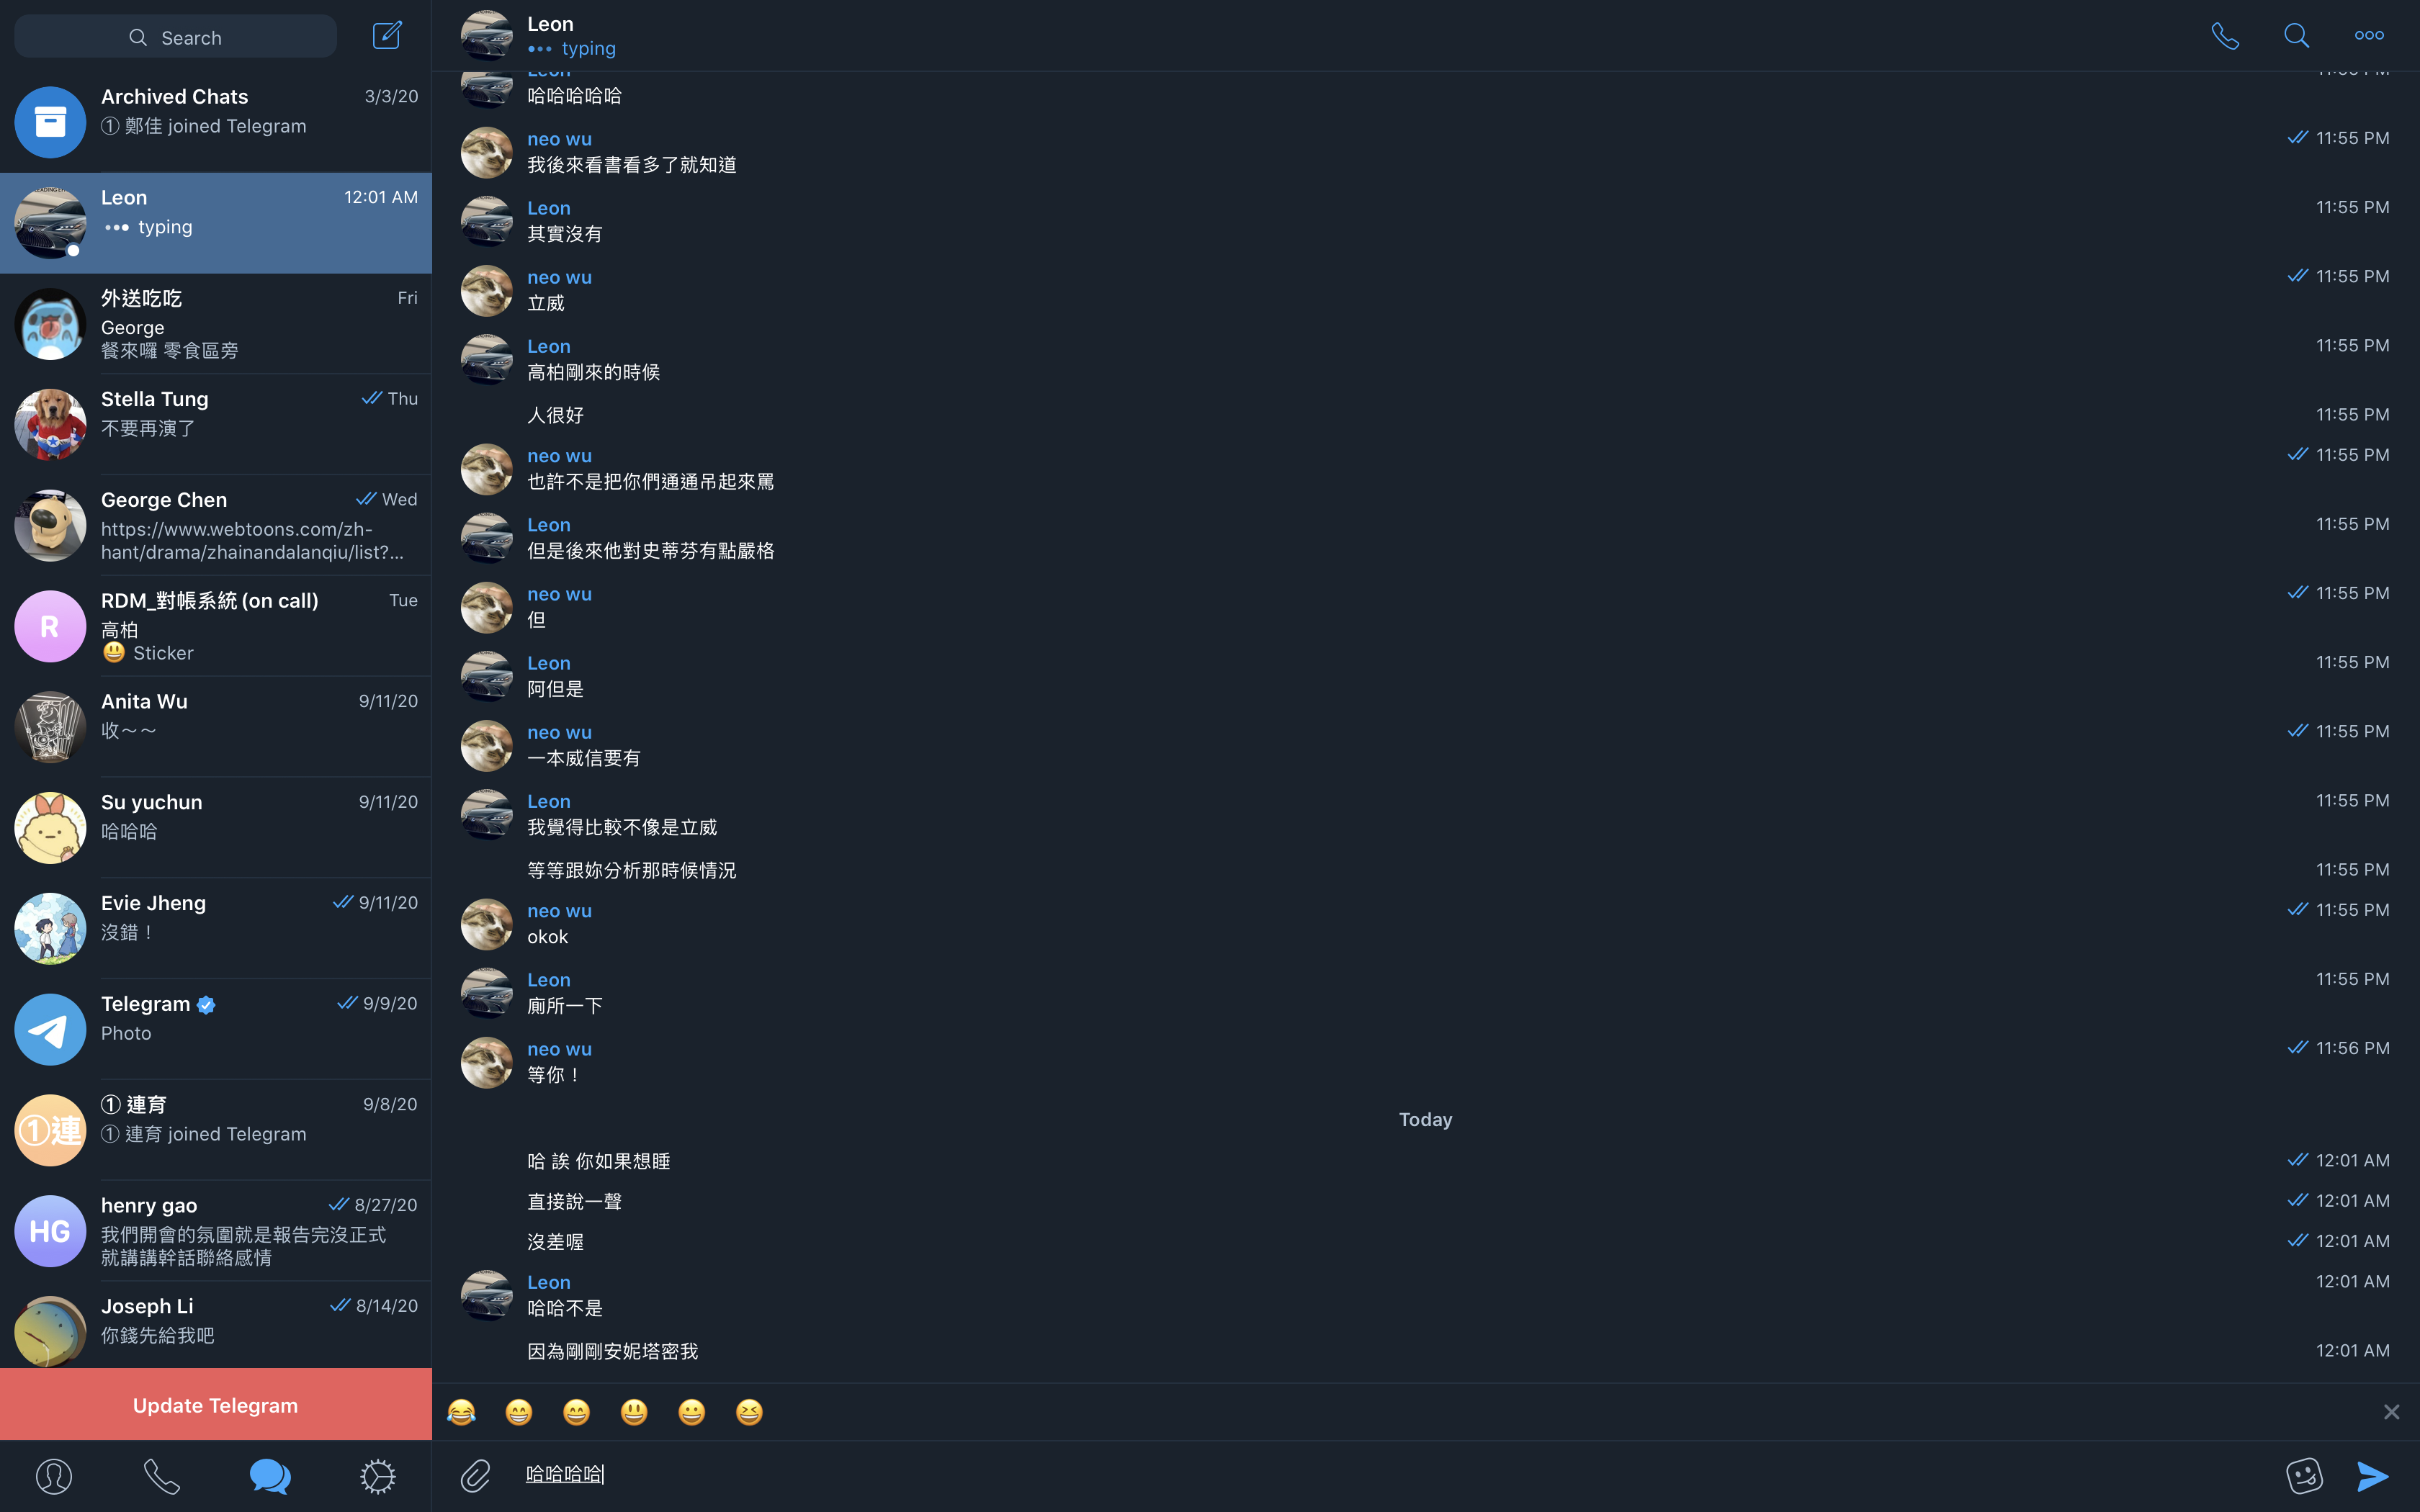 Search
Archived Chats 3/3/20
① 鄭佳 joined Telegram
Leon 12:01 AM
typing
外送吃吃 Fri
George
餐來囉 零食區旁
Stella Tung Thu
不要再演了
George Chen Wed
https://www.webtoons.com/zh-
hant/drama/zhainandalanqiu/list?...
RDM_對帳系統 (on call) Tue
高柏
😃 Sticker
R
Anita Wu 9/11/20
收～～
Su yuchun 9/11/20
哈哈哈
Evie Jheng 9/11/20
沒錯！
Telegram 9/9/20
Photo
① 連育 9/8/20
① 連育 joined Telegram
①連
henry gao 8/27/20
我們開會的氛圍就是報告完沒正式
就講講幹話聯絡感情
HG
Joseph Li 8/14/20
你錢先給我吧
Update Telegram
Leon
typing
Leon 11:55 PM
哈哈哈哈哈
neo wu 11:55 PM
我後來看書看多了就知道
Leon 11:55 PM
其實沒有
neo wu 11:55 PM
立威
Leon 11:55 PM
高柏剛來的時候
人很好 11:55 PM
neo wu 11:55 PM
也許不是把你們通通吊起來罵
Leon 11:55 PM
但是後來他對史蒂芬有點嚴格
neo wu 11:55 PM
但
Leon 11:55 PM
阿但是
neo wu 11:55 PM
一本威信要有
Leon 11:55 PM
我覺得比較不像是立威
等等跟妳分析那時候情況 11:55 PM
neo wu 11:55 PM
okok
Leon 11:55 PM
廁所一下
neo wu 11:56 PM
等你！
Today
哈 誒 你如果想睡 12:01 AM
直接說一聲 12:01 AM
沒差喔 12:01 AM
Leon 12:01 AM
哈哈不是
因為剛剛安妮塔密我 12:01 AM
哈哈哈哈